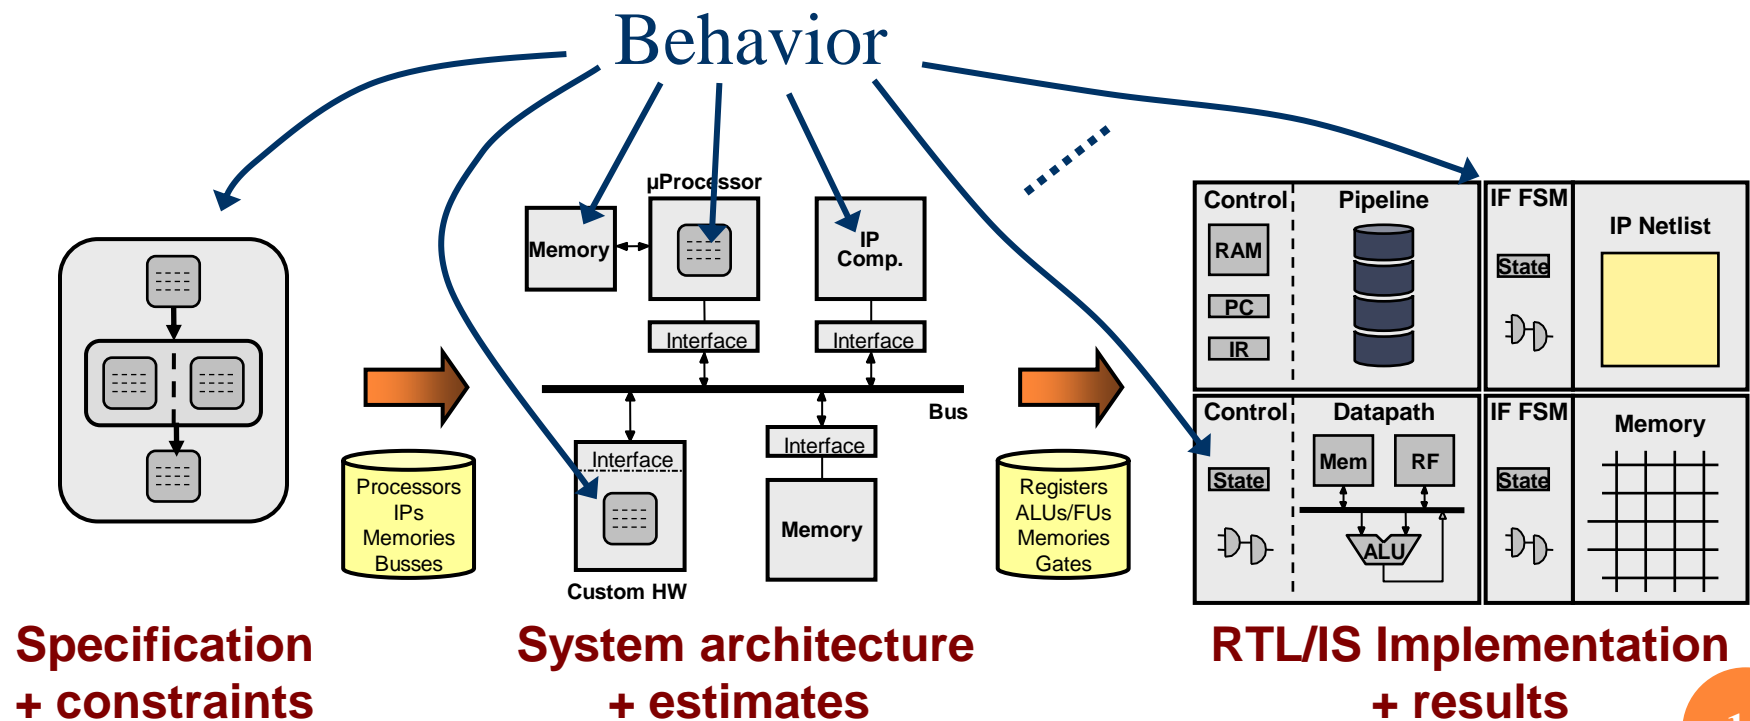 Behavior
µProcessor
Memory
IP
Comp.
Interface
Interface
Bus
Interface
Interface
Memory
Custom HW
Processors
IPs
Memories
Busses
Registers
ALUs/FUs
Memories
Gates
Control
Pipeline
IF FSM
IP Netlist
RAM
PC
IR
State
Control
Datapath
IF FSM
Memory
State
Mem
RF
ALU
State
Specification
+ constraints
System architecture
+ estimates
RTL/IS Implementation
+ results